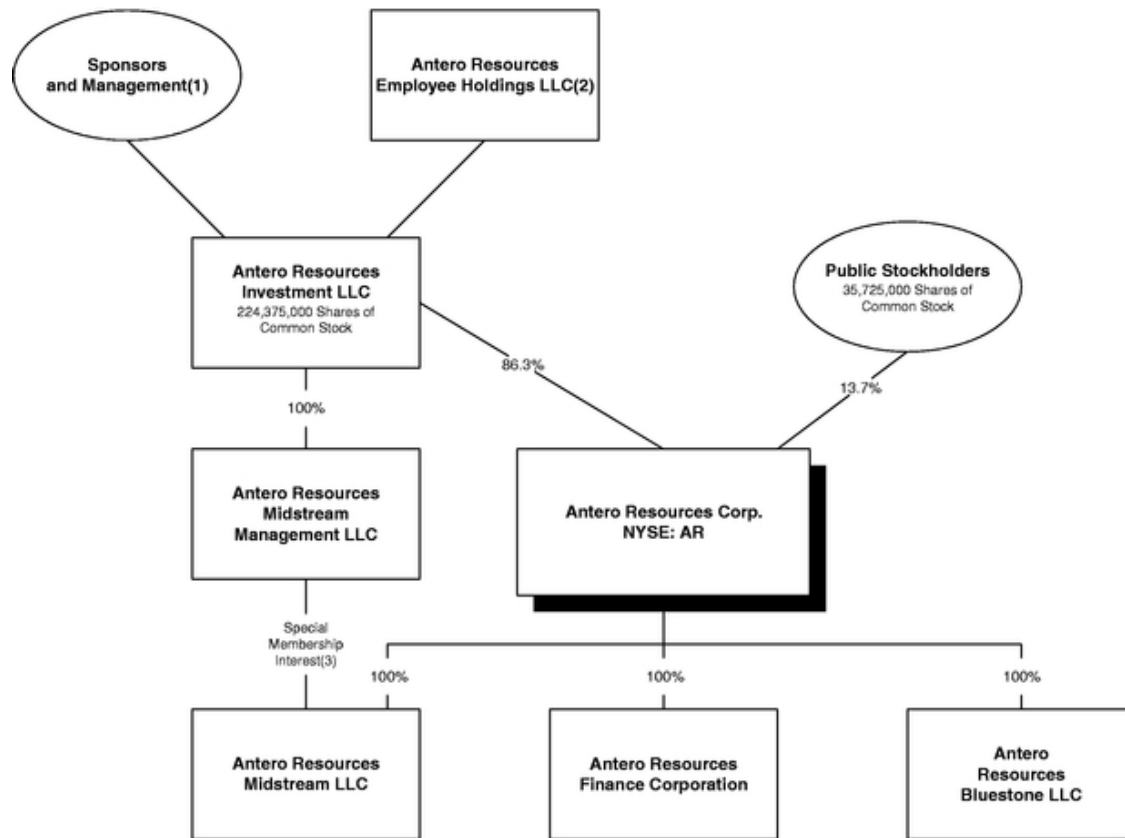 Sponsors
and Management(1)
Antero Resources
Employee Holdings LLC(2)
Antero Resources
Investment LLC
224,375,000 Shares of
Common Stock
Public Stockholders
35,725,000 Shares of
Common Stock
86.3%
13.7%
100%
Antero Resources
Midstream
Management LLC
Antero Resources Corp.
NYSE: AR
Special
Membership
Interest(3)
100%
100%
100%
Antero Resources
Midstream LLC
Antero Resources
Finance Corporation
Antero
Resources
Bluestone LLC